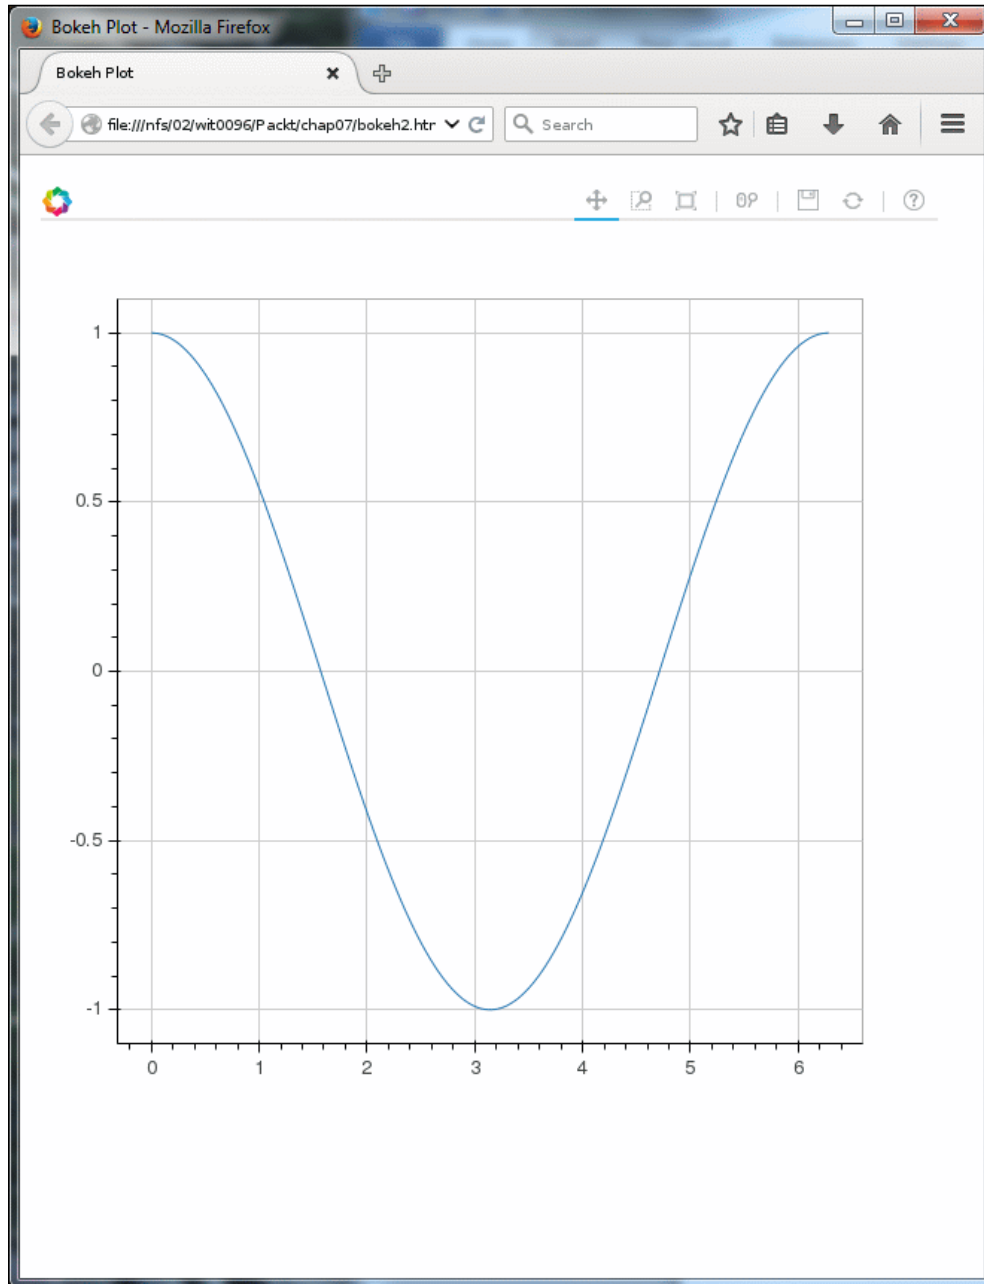 Bokeh Plot - Mozilla Firefox
Bokeh Plot
file:///nfs/02/wit0096/Packt/chap07/bokeh2.htr
Search
1
0.5
0
-0.5
-1
0 1 2 3 4 5 6